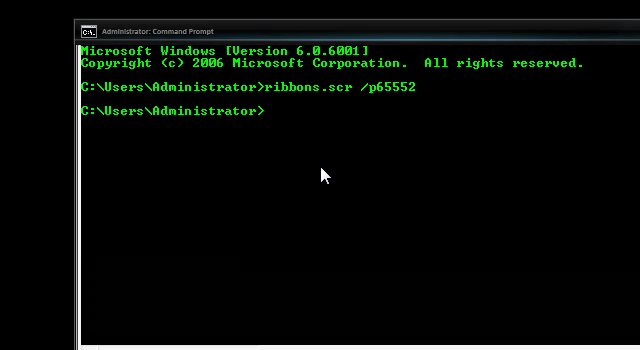 Administrator: Command Prompt
Microsoft Windows [Version 6.0.6001]
Copyright (c) 2006 Microsoft Corporation.  All rights reserved.
C:\Users\Administrator>ribbons.scr /p65552
C:\Users\Administrator>